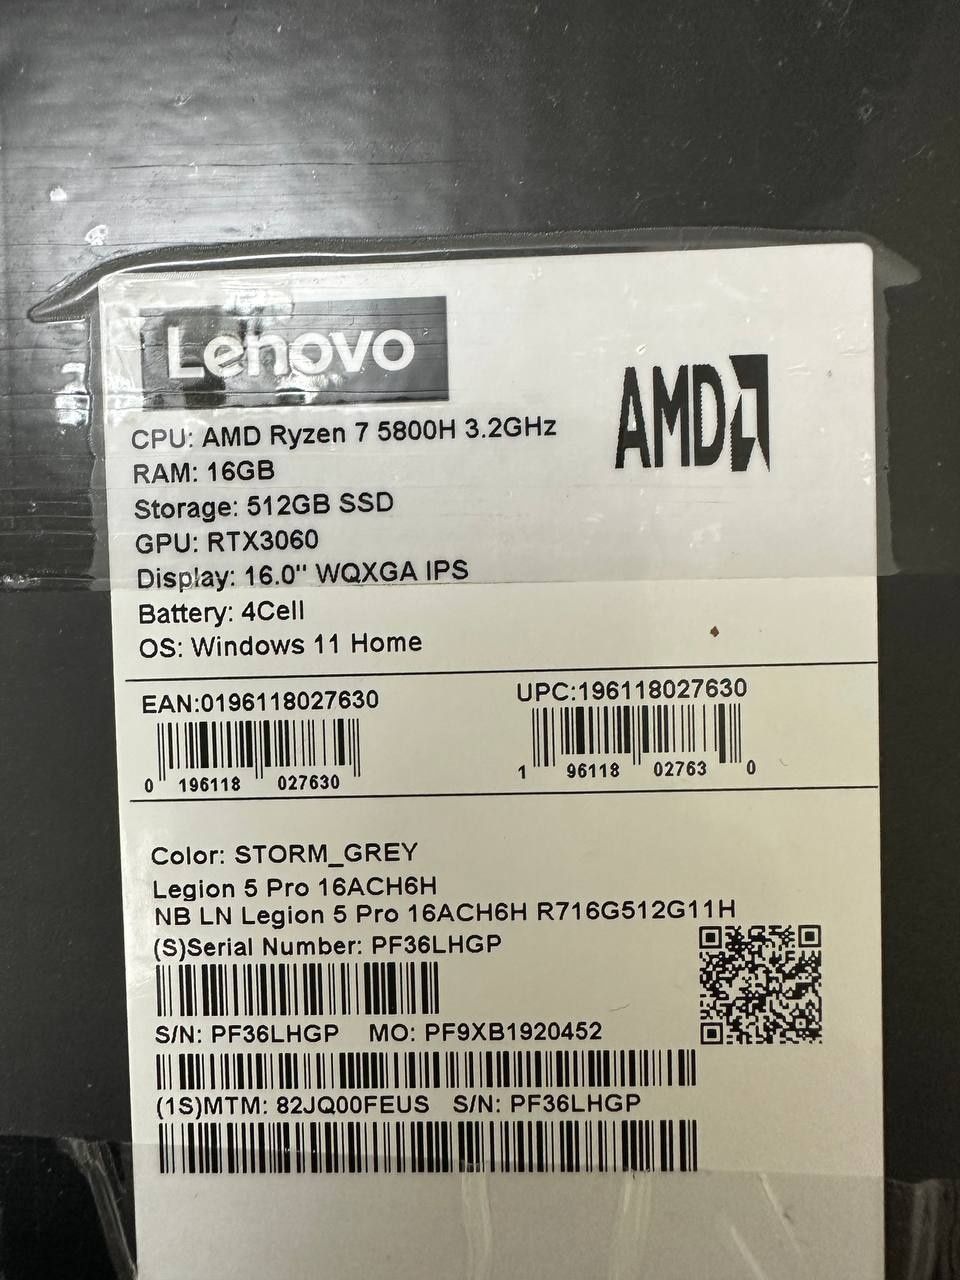 Lenovo
AMD
CPU: AMD Ryzen 7 5800H 3.2GHz
RAM: 16GB
Storage: 512GB SSD
GPU: RTX3060
Display: 16.0" WQXGA IPS
Battery: 4Cell
OS: Windows 11 Home
EAN:0196118027630
0 196118 027630
UPC:196118027630
1 96118 02763 0
Color: STORM_GREY
Legion 5 Pro 16ACH6H
NB LN Legion 5 Pro 16ACH6H R716G512G11H
(S)Serial Number: PF36LHGP
S/N: PF36LHGP MO: PF9XB1920452
(1S)MTM: 82JQ00FEUS S/N: PF36LHGP